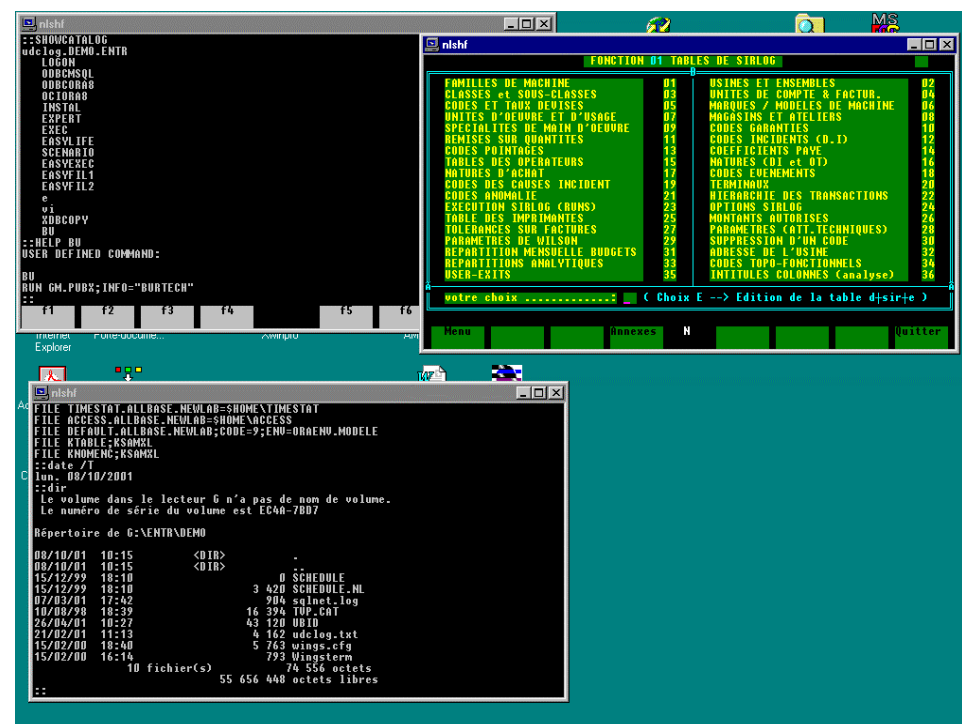 nlshf
::SHOWCATALOG
udclog.DEMO.ENTR
LOGON
ODBCMSQL
ODBCORA8
OCIORA8
INSTAL
EXPERT
EXEC
EASYLIFE
SCENARIO
EASYEXEC
EASYFIL1
EASYFIL2
e
vi
XDBCOPY
BU
::HELP BU
USER DEFINED COMMAND:
BU
RUN GM.PUBX;INFO="BURTECH"
::
f1 f2 f3 f4 f5 f6
MS
nlshf
FONCTION 01 TABLES DE SIRLOG
FAMILLES DE MACHINE 01 USINES ET ENSEMBLES 02
CLASSES et SOUS-CLASSES 03 UNITES DE COMPTE & FACTUR. 04
CODES ET TAUX DEVISES 05 MARQUES / MODELES DE MACHINE 06
UNITES D'OEUVRE ET D'USAGE 07 MAGASINS ET ATELIERS 08
SPECIALITES DE MAIN D'OEUVRE 09 CODES GARANTIES 10
REMISES SUR QUANTITES 11 CODES INCIDENTS (D.I) 12
CODES POINTAGES 13 COEFFICIENTS PAYE 14
TABLES DES OPERATEURS 15 NATURES (DI et OT) 16
NATURES D'ACHAT 17 CODES EVENEMENTS 18
CODES DES CAUSES INCIDENT 19 TERMINAUX 20
CODES ANOMALIE 21 HIERARCHIE DES TRANSACTIONS 22
EXECUTION SIRLOG (RUNS) 23 OPTIONS SIRLOG 24
TABLE DES IMPRIMANTES 25 MONTANTS AUTORISES 26
TOLERANCES SUR FACTURES 27 PARAMETRES (ATT.TECHNIQUES) 28
PARAMETRES DE WILSON 29 SUPPRESSION D'UN CODE 30
REPARTITION MENSUELLE BUDGETS 31 ADRESSE DE L'USINE 32
REPARTITIONS ANALYTIQUES 33 CODES TOPO-FONCTIONNELS 34
USER-EXITS 35 INTITULES COLONNES (analyse) 36
votre choix .............: ( Choix E --> Edition de la table d|sir|e )
Menu Annexes N Quitter
Internet
Explorer
Porte-docume...
nlshf
FILE TIMESTAT.ALLBASE.NEWLAB=$HOME\TIMESTAT
FILE ACCESS.ALLBASE.NEWLAB=$HOME\ACCESS
FILE DEFAULT.ALLBASE.NEWLAB;CODE=9;ENV=ORAENV.MODELE
FILE KTABLE;KSAMXL
FILE KNOMENC;KSAMXL
::date /T
lun. 08/10/2001
::dir
Le volume dans le lecteur G n'a pas de nom de volume.
Le numéro de série du volume est EC4A-7BD7
Répertoire de G:\ENTR\DEMO
08/10/01 10:15 <DIR> .
08/10/01 10:15 <DIR> ..
15/12/99 18:10 0 SCHEDULE
15/12/99 18:10 3 420 SCHEDULE.NL
07/03/01 17:42 904 sqlnet.log
10/08/98 18:39 16 394 TVP.CAT
26/04/01 10:27 43 120 UBID
21/02/01 11:13 4 162 udclog.txt
15/02/00 18:40 5 763 wings.cfg
15/02/00 16:14 793 Wingsterm
10 fichier(s) 74 556 octets
55 656 448 octets libres
::